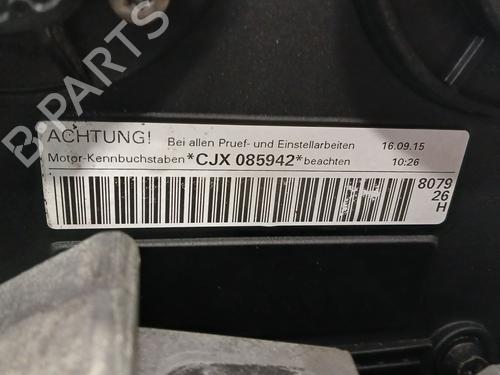 B-PARTS
ACHTUNG! Bei allen Pruef- und Einstellarbeiten 16.09.15
Motor-Kennbuchstaben *CJX 085942* beachten 10:26
8079
26
H